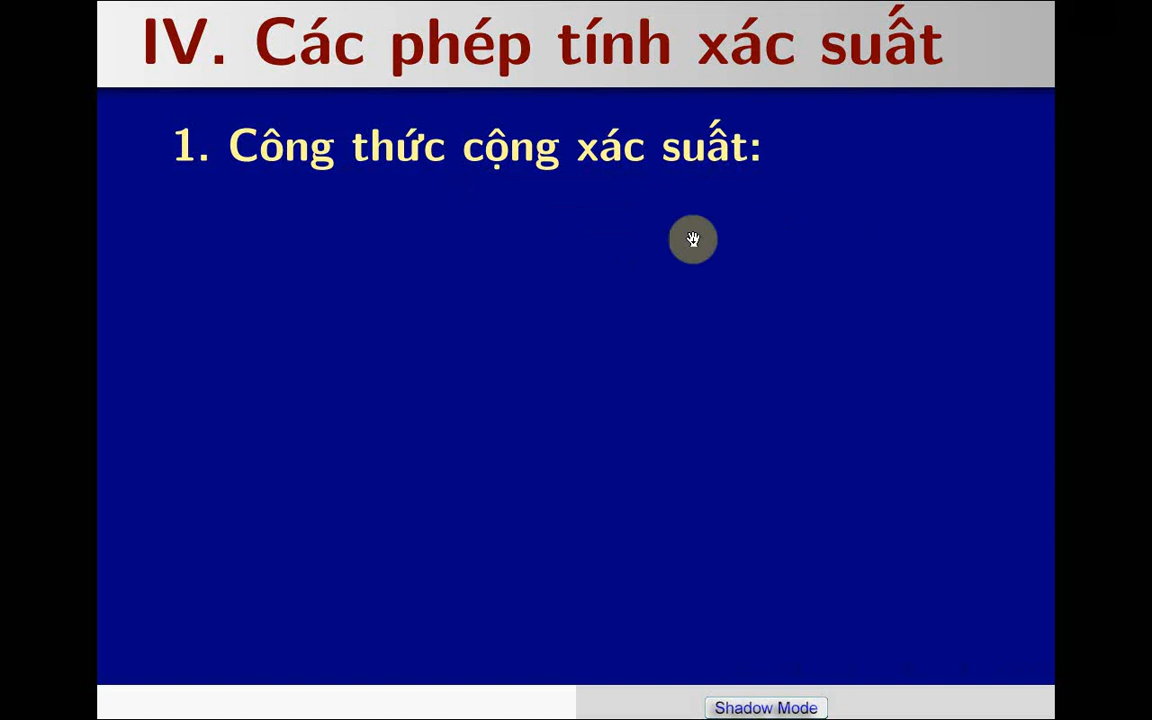 IV. Các phép tính xác suất
1. Công thức cộng xác suất:
Shadow Mode